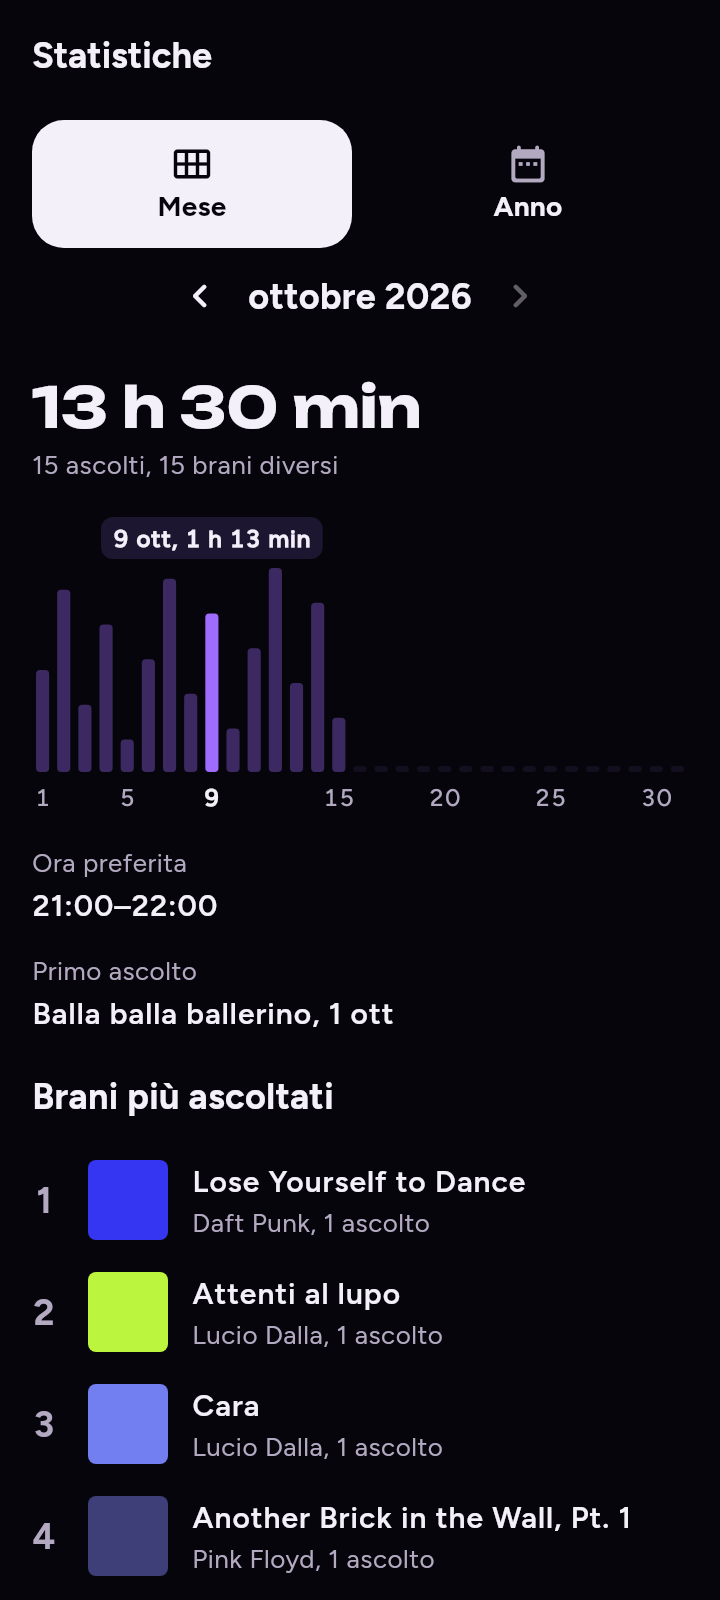 Statistiche
Mese
Anno
ottobre 2026
13 h 30 min
15 ascolti, 15 brani diversi
9 ott, 1 h 13 min
1 5 9 15 20 25 30
Ora preferita
21:00–22:00
Primo ascolto
Balla balla ballerino, 1 ott
Brani più ascoltati
1
Lose Yourself to Dance
Daft Punk, 1 ascolto
2
Attenti al lupo
Lucio Dalla, 1 ascolto
3
Cara
Lucio Dalla, 1 ascolto
4
Another Brick in the Wall, Pt. 1
Pink Floyd, 1 ascolto